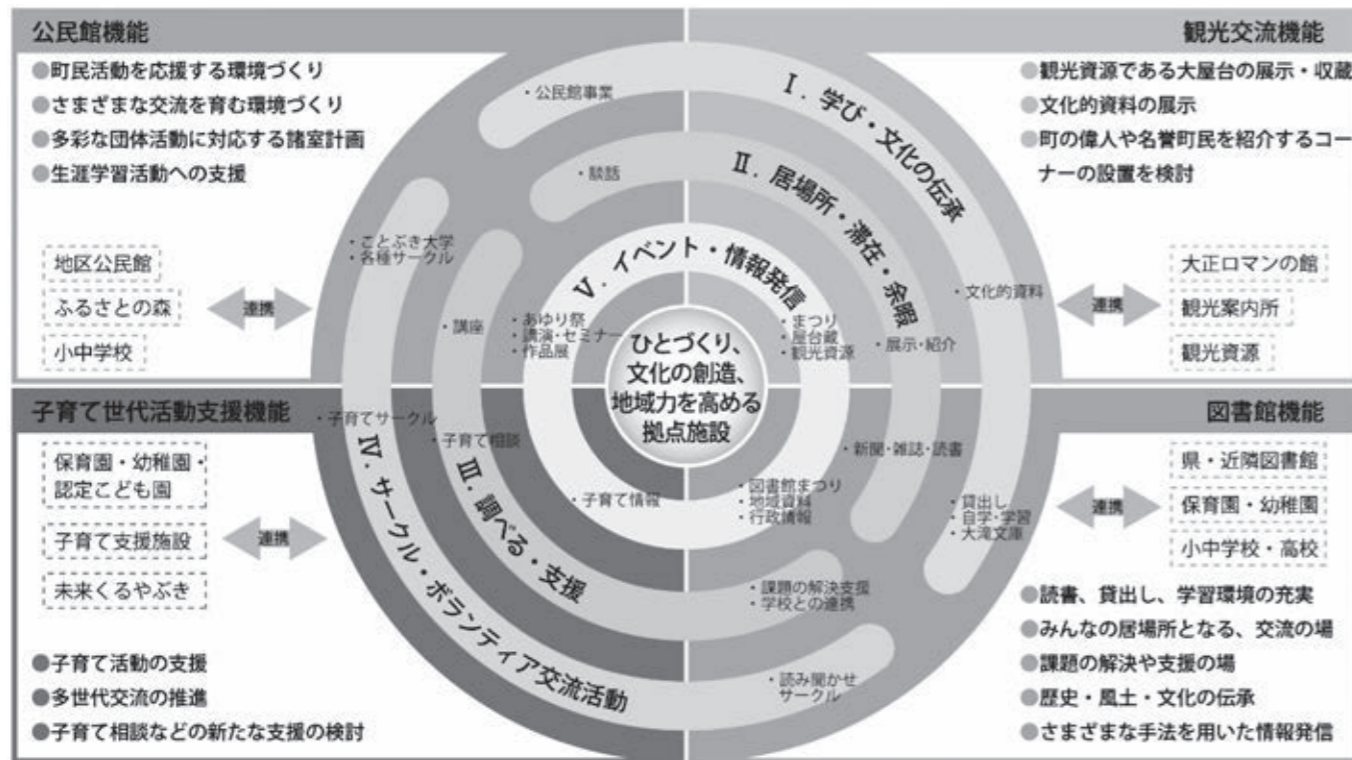 公民館機能
●町民活動を応援する環境づくり
●さまざまな交流を育む環境づくり
●多彩な団体活動に対応する諸室計画
●生涯学習活動への支援
地区公民館
ふるさとの森
小中学校
連携
観光交流機能
●観光資源である大屋台の展示・収蔵
●文化的資料の展示
●町の偉人や名誉町民を紹介するコー
ナーの設置を検討
大正ロマンの館
観光案内所
観光資源
連携
Ⅰ. 学び・文化の伝承
・公民館事業
・文化的資料
・貸出し
・自学・学習
・大滝文庫
Ⅱ. 居場所・滞在・余暇
・談話
・展示・紹介
・新聞・雑誌・読書
Ⅴ. イベント・情報発信
・あゆり祭
・講演・セミナー
・作品展
・まつり
・屋台蔵
・観光資源
・子育て情報
・図書館まつり
・地域資料
・行政情報
ひとづくり、
文化の創造、
地域力を高める
拠点施設
・ことぶき大学
・各種サークル
・講座
・子育てサークル
・子育て相談
Ⅲ. 調べる・支援
・課題の解決支援
・学校との連携
Ⅳ. サークル・ボランティア交流活動
・読み聞かせ
サークル
子育て世代活動支援機能
保育園・幼稚園・
認定こども園
子育て支援施設
未来くるやぶき
連携
●子育て活動の支援
●多世代交流の推進
●子育て相談などの新たな支援の検討
図書館機能
県・近隣図書館
保育園・幼稚園
小中学校・高校
連携
●読書、貸出し、学習環境の充実
●みんなの居場所となる、交流の場
●課題の解決や支援の場
●歴史・風土・文化の伝承
●さまざまな手法を用いた情報発信